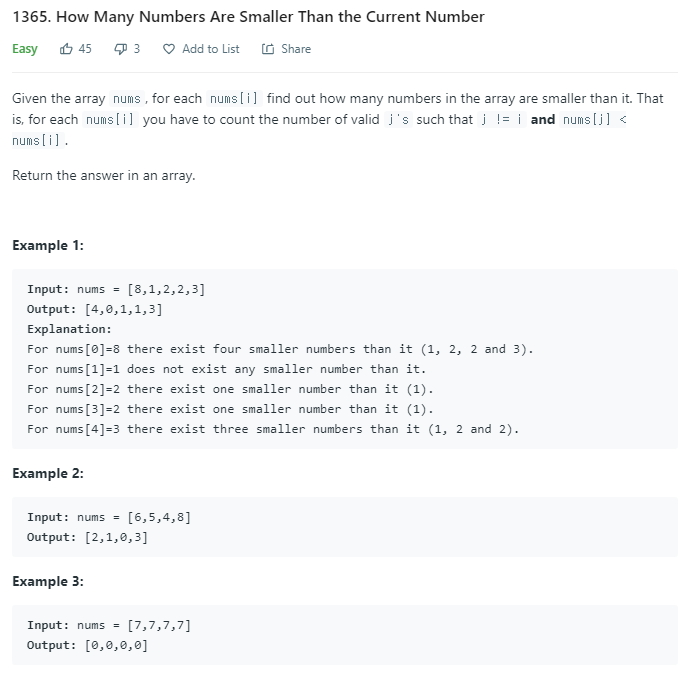 1365. How Many Numbers Are Smaller Than the Current Number
Easy 45 3 Add to List Share
Given the array nums, for each nums[i] find out how many numbers in the array are smaller than it. That
is, for each nums[i] you have to count the number of valid j's such that j != i and nums[j] <
nums[i].
Return the answer in an array.
Example 1:
Input: nums = [8,1,2,2,3]
Output: [4,0,1,1,3]
Explanation:
For nums[0]=8 there exist four smaller numbers than it (1, 2, 2 and 3).
For nums[1]=1 does not exist any smaller number than it.
For nums[2]=2 there exist one smaller number than it (1).
For nums[3]=2 there exist one smaller number than it (1).
For nums[4]=3 there exist three smaller numbers than it (1, 2 and 2).
Example 2:
Input: nums = [6,5,4,8]
Output: [2,1,0,3]
Example 3:
Input: nums = [7,7,7,7]
Output: [0,0,0,0]